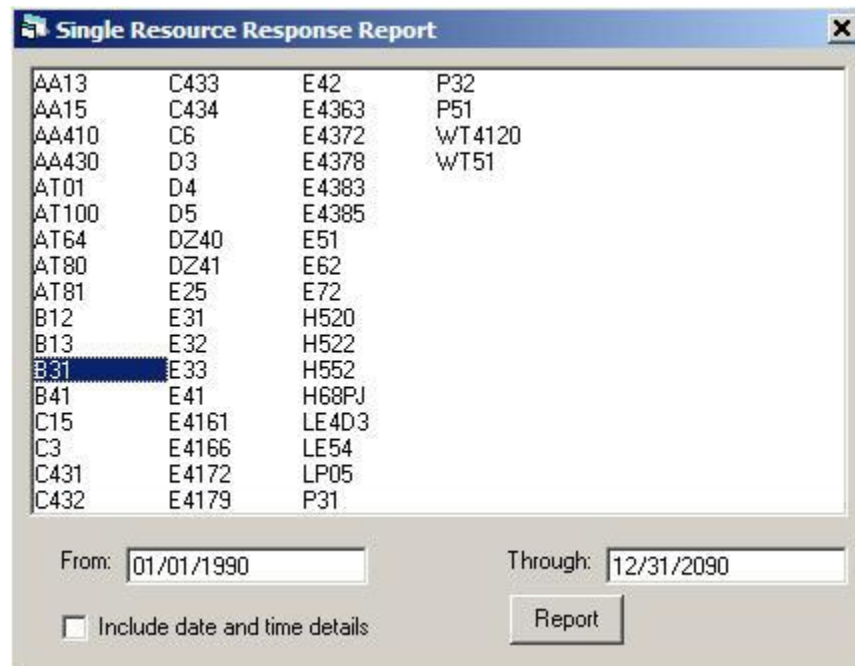 Single Resource Response Report
AA13 C433 E42 P32
AA15 C434 E4363 P51
AA410 C6 E4372 WT4120
AA430 D3 E4378 WT51
AT01 D4 E4383
AT100 D5 E4385
AT64 DZ40 E51
AT80 DZ41 E62
AT81 E25 E72
B12 E31 H520
B13 E32 H522
B31 E33 H552
B41 E41 H68PJ
C15 E4161 LE4D3
C3 E4166 LE54
C431 E4172 LP05
C432 E4179 P31
From: 01/01/1990 Through: 12/31/2090
Include date and time details Report